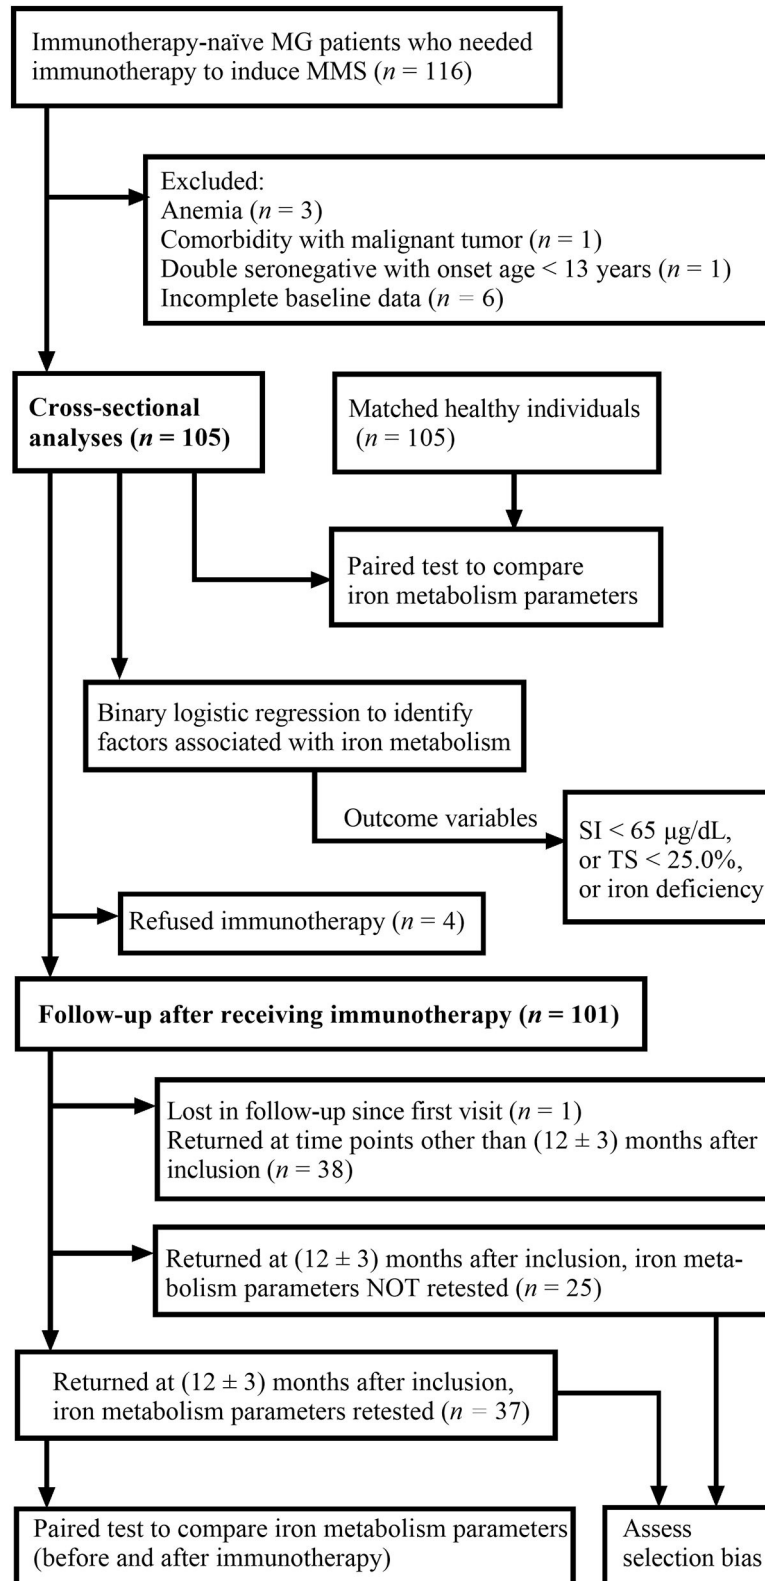 Immunotherapy-naïve MG patients who needed
immunotherapy to induce MMS (n = 116)
Excluded:
Anemia (n = 3)
Comorbidity with malignant tumor (n = 1)
Double seronegative with onset age < 13 years (n = 1)
Incomplete baseline data (n = 6)
Cross-sectional
analyses (n = 105)
Matched healthy individuals
(n = 105)
Paired test to compare
iron metabolism parameters
Binary logistic regression to identify
factors associated with iron metabolism
Outcome variables
SI < 65 μg/dL,
or TS < 25.0%,
or iron deficiency
Refused immunotherapy (n = 4)
Follow-up after receiving immunotherapy (n = 101)
Lost in follow-up since first visit (n = 1)
Returned at time points other than (12 ± 3) months after
inclusion (n = 38)
Returned at (12 ± 3) months after inclusion, iron meta-
bolism parameters NOT retested (n = 25)
Returned at (12 ± 3) months after inclusion,
iron metabolism parameters retested (n = 37)
Paired test to compare iron metabolism parameters
(before and after immunotherapy)
Assess
selection bias